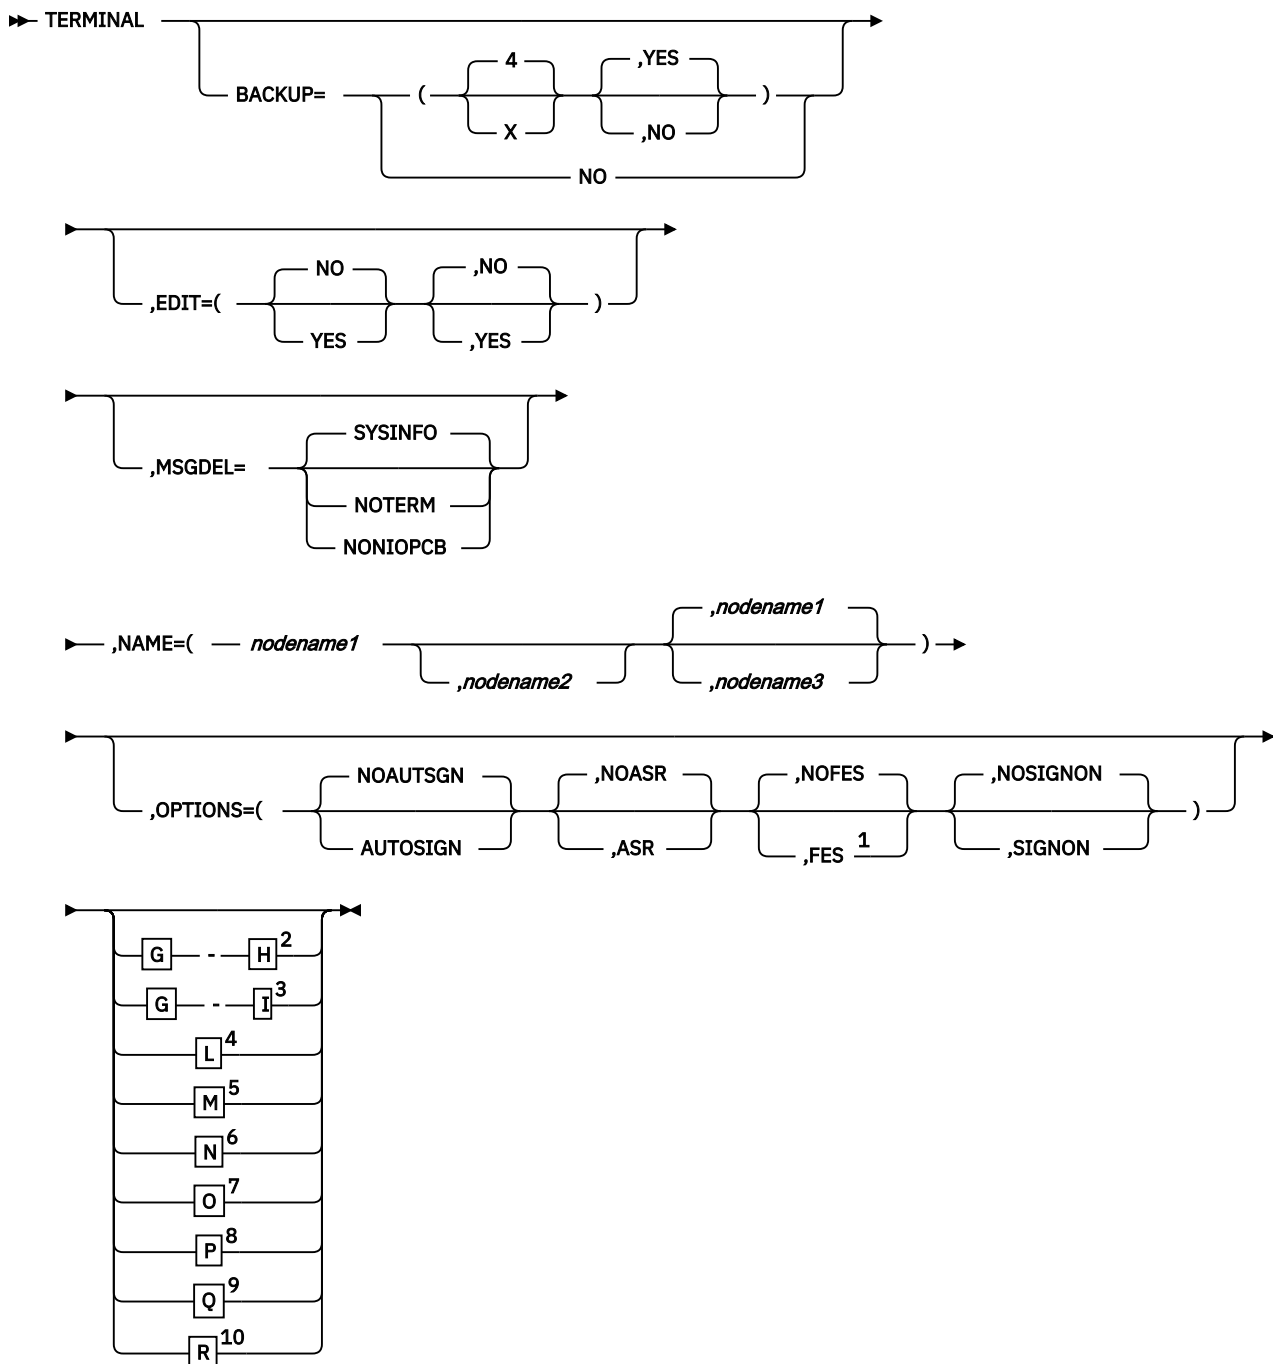 TERMINAL
BACKUP= ( 4 ,YES )
X ,NO
NO
,EDIT=( NO ,NO )
YES ,YES
,MSGDEL= SYSINFO
NOTERM
NONIOPCB
,NAME=( nodename1 ,nodename1 )
,nodename2 ,nodename3
,OPTIONS=( NOAUTSGN ,NOASR ,NOFES ,NOSIGNON )
AUTOSIGN ,ASR ,FES 1 ,SIGNON
G - H 2
G - I 3
L 4
M 5
N 6
O 7
P 8
Q 9
R 10